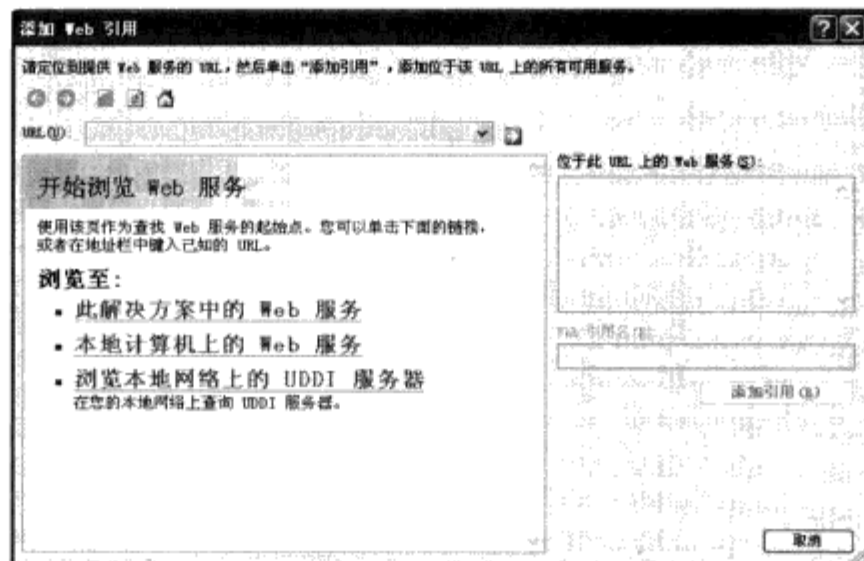 添加 Web 引用
请定位到提供 Web 服务的 URL,然后单击“添加引用”,添加位于该 URL 上的所有可用服务。
URL(U)
位于此 URL 上的 Web 服务(S):
开始浏览 Web 服务
使用该页作为查找 Web 服务的起始点。您可以单击下面的链接,
或者在地址栏中键入已知的 URL。
浏览至:
▪ 此解决方案中的 Web 服务
▪ 本地计算机上的 Web 服务
▪ 浏览本地网络上的 UDDI 服务器
在您的本地网络上查询 UDDI 服务器。
Web 引用名
添加引用(R)
取消